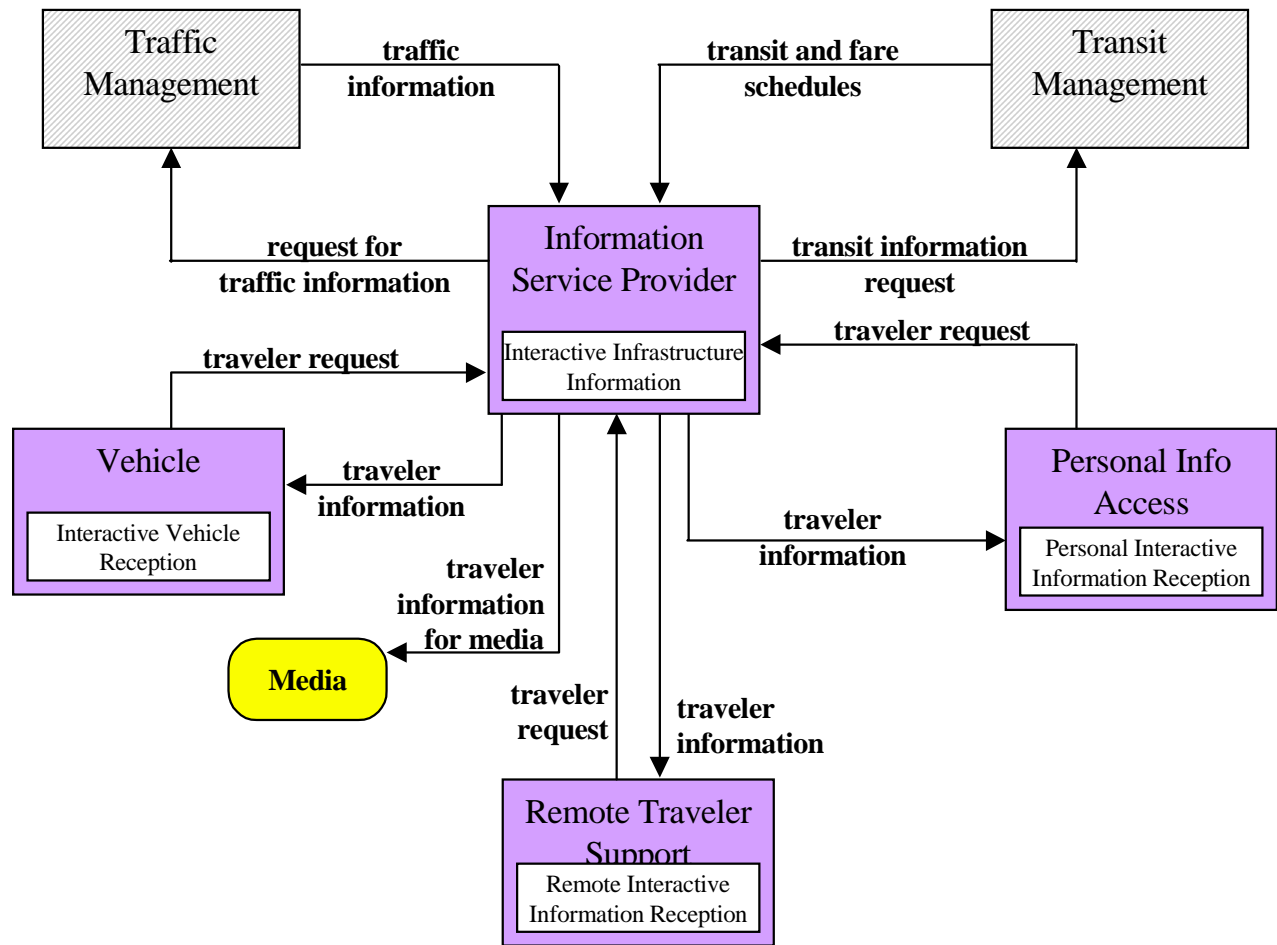 Traffic
Management
traffic
information
transit and fare
schedules
Transit
Management
request for
traffic information
Information
Service Provider
transit information
request
Interactive Infrastructure
Information
traveler request
traveler request
Vehicle
Interactive Vehicle
Reception
traveler
information
traveler
information
Personal Info
Access
Personal Interactive
Information Reception
traveler
information
for media
Media
traveler
request
traveler
information
Remote Traveler
Support
Remote Interactive
Information Reception